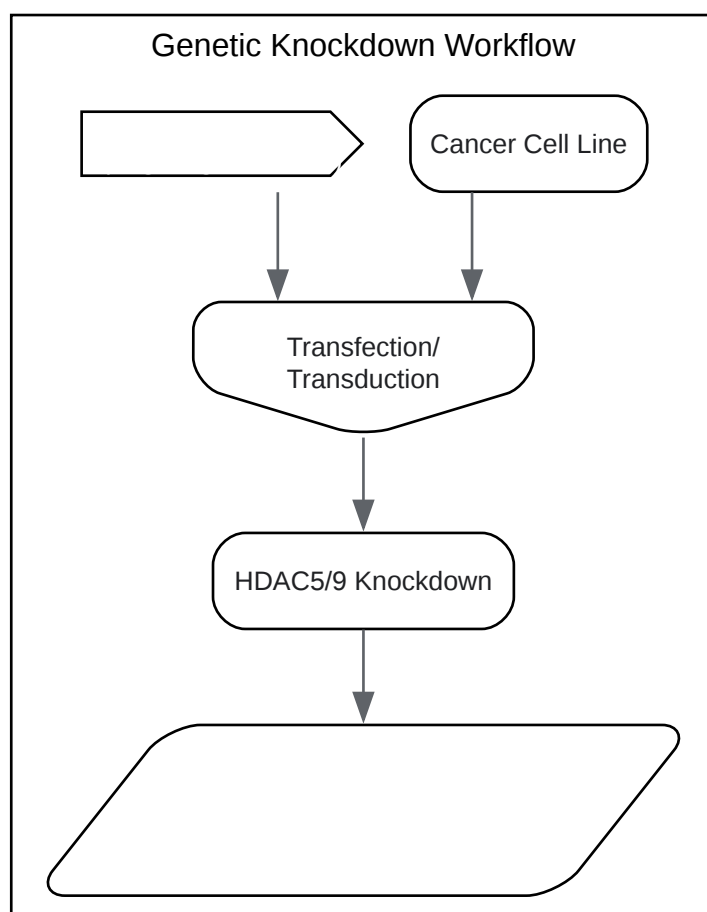 Genetic Knockdown Workflow
Cancer Cell Line
Transfection/
Transduction
HDAC5/9 Knockdown